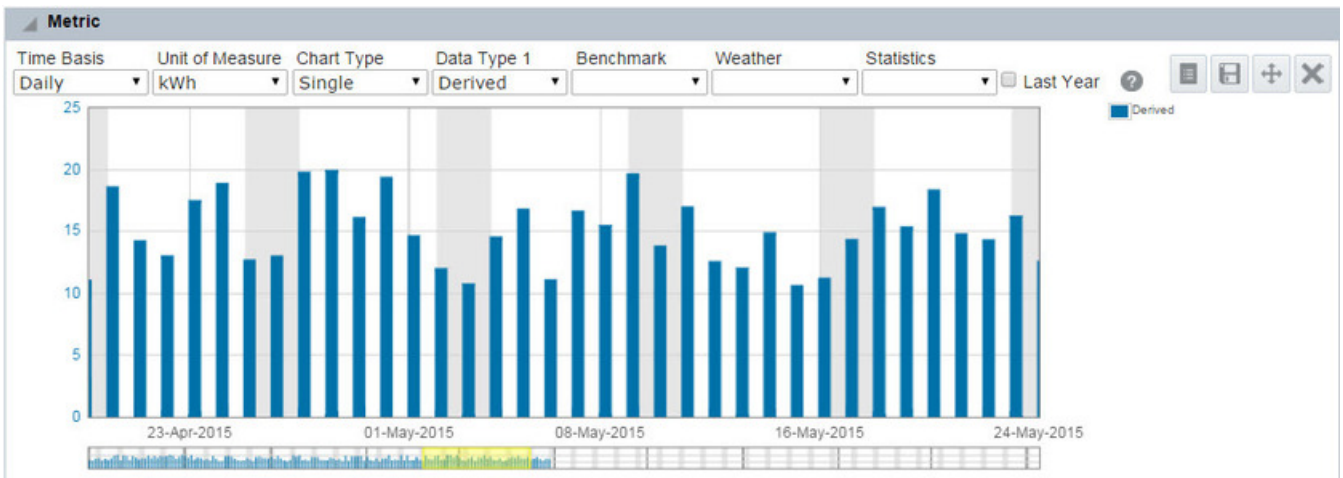 Metric
Time Basis Unit of Measure Chart Type Data Type 1 Benchmark Weather Statistics
Daily kWh Single Derived Last Year ?
Derived
25
20
15
10
5
0
23-Apr-2015 01-May-2015 08-May-2015 16-May-2015 24-May-2015